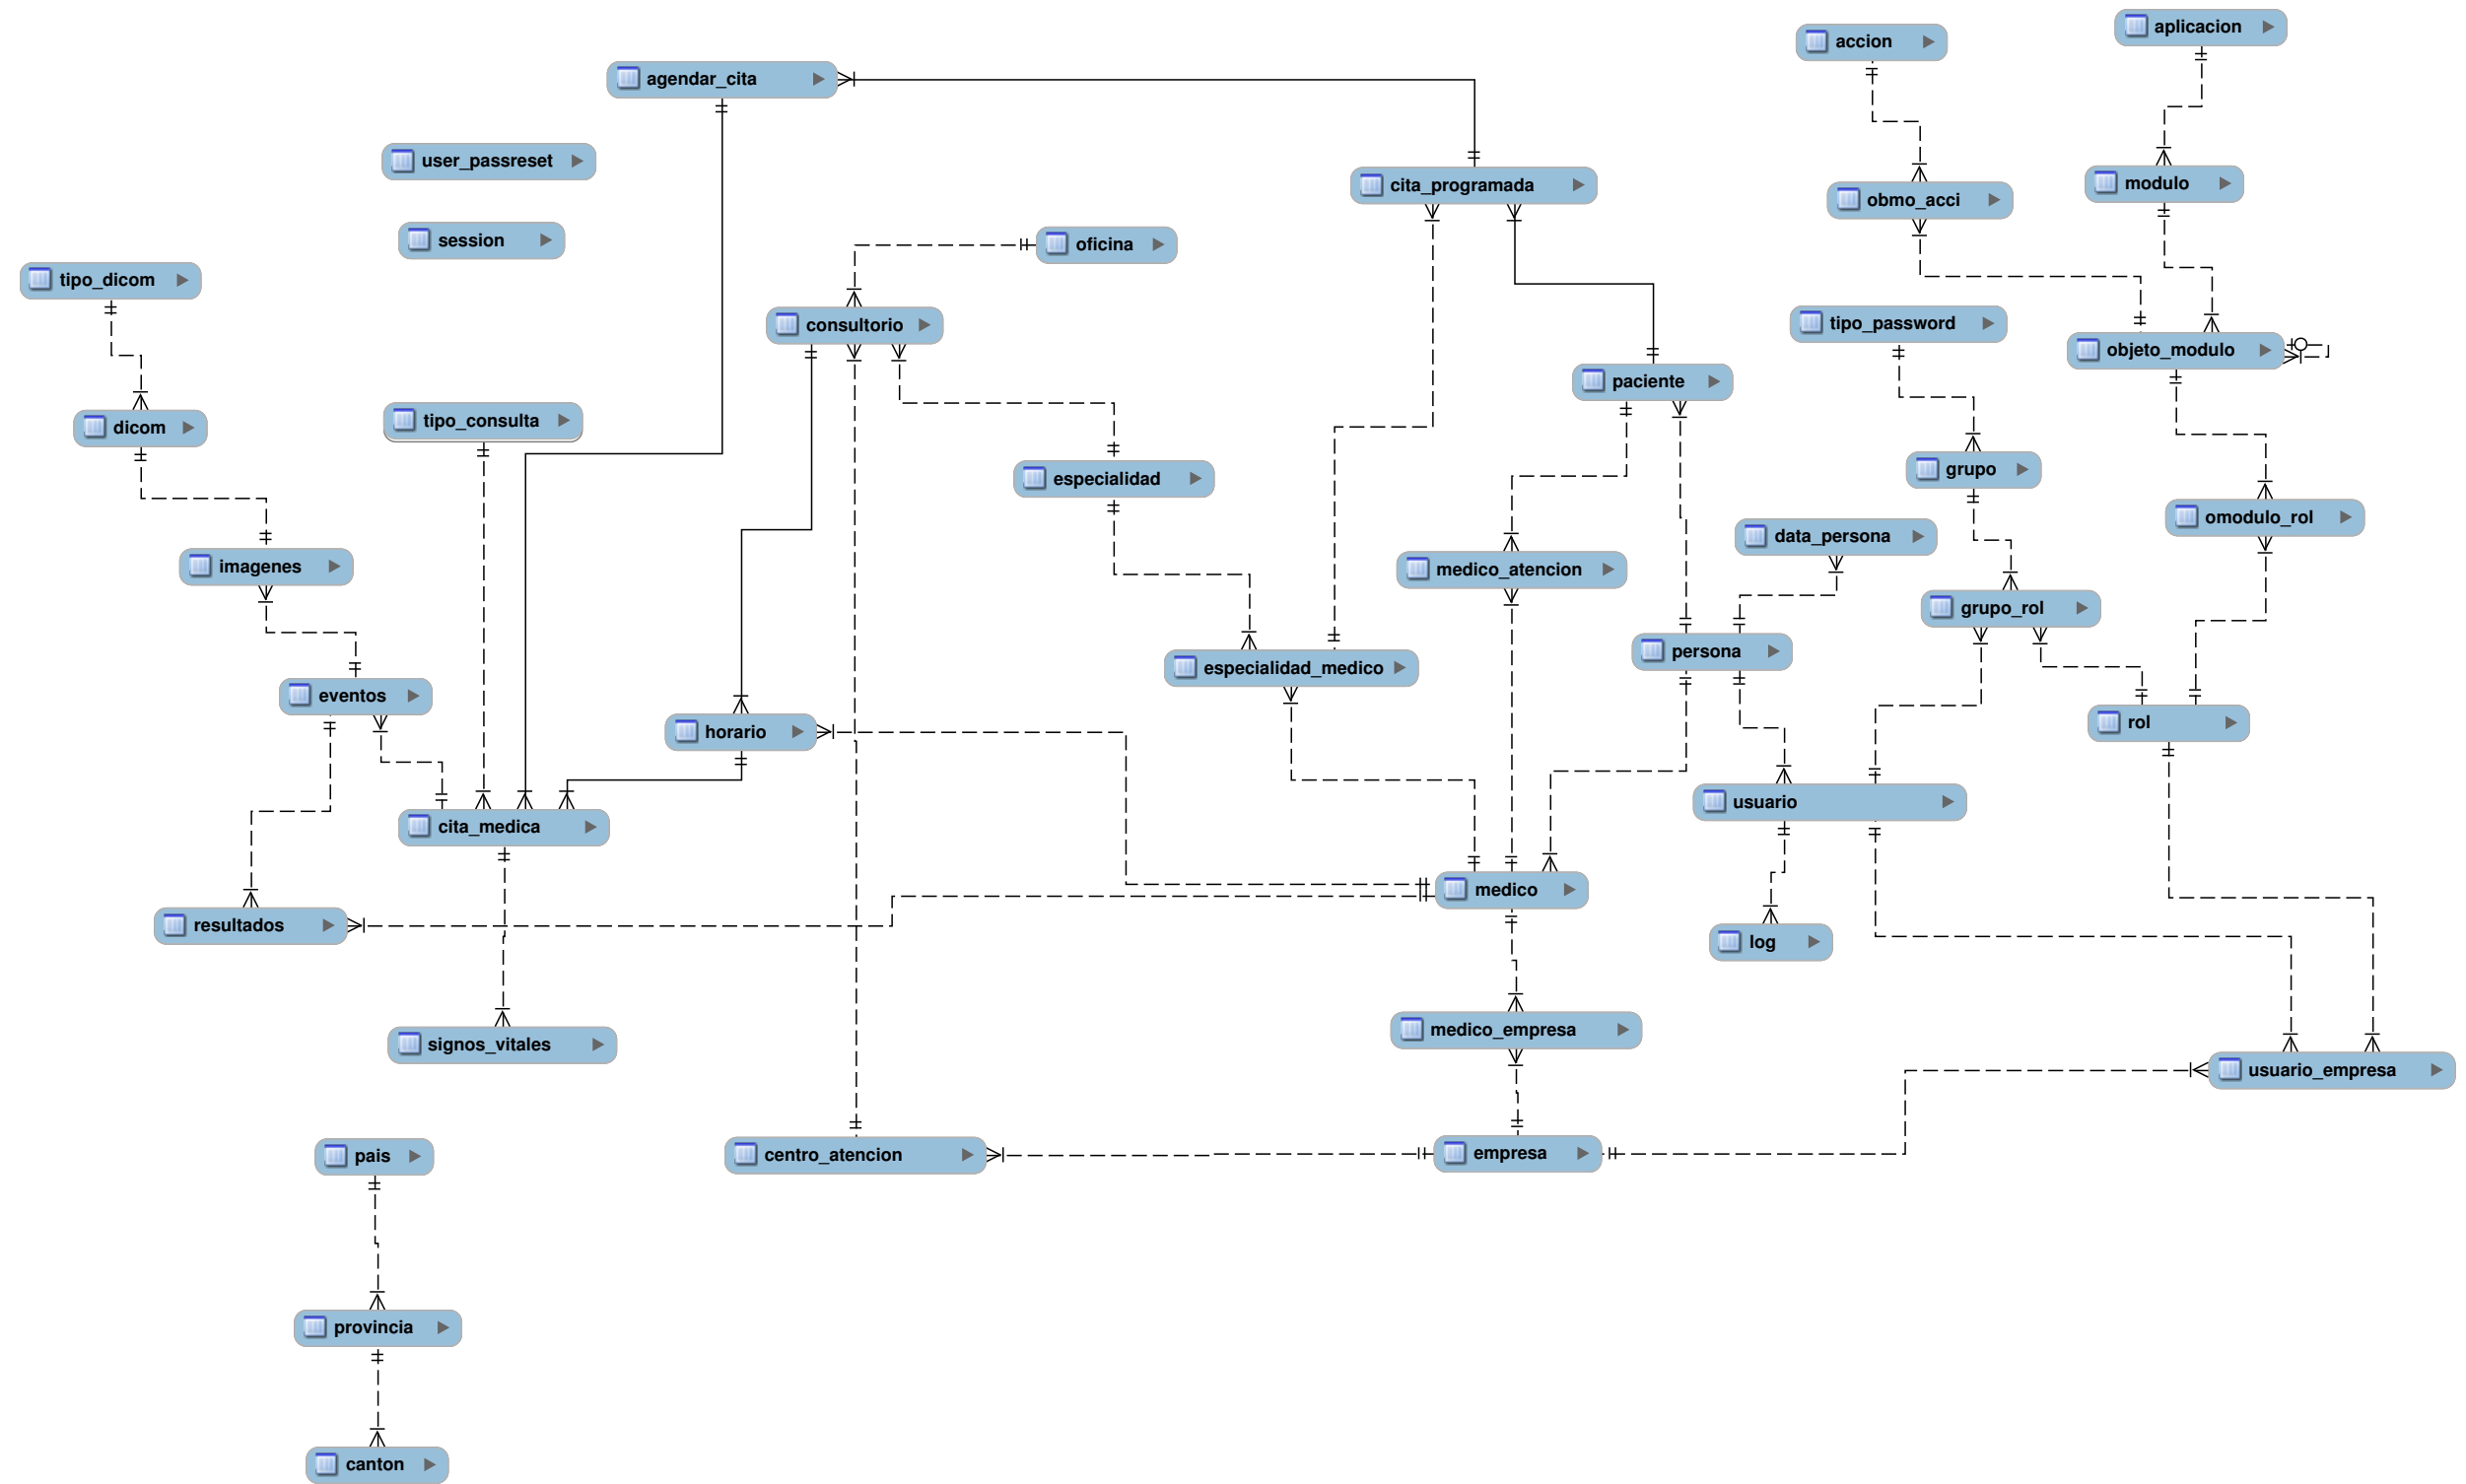 aplicacion
accion
agendar_cita
user_passreset
cita_programada
modulo
obmo_acci
session
oficina
tipo_dicom
consultorio
tipo_password
objeto_modulo
paciente
tipo_consulta
dicom
especialidad
grupo
omodulo_rol
data_persona
imagenes
medico_atencion
grupo_rol
persona
especialidad_medico
eventos
horario
rol
usuario
cita_medica
medico
resultados
log
medico_empresa
signos_vitales
usuario_empresa
pais
centro_atencion
empresa
provincia
canton